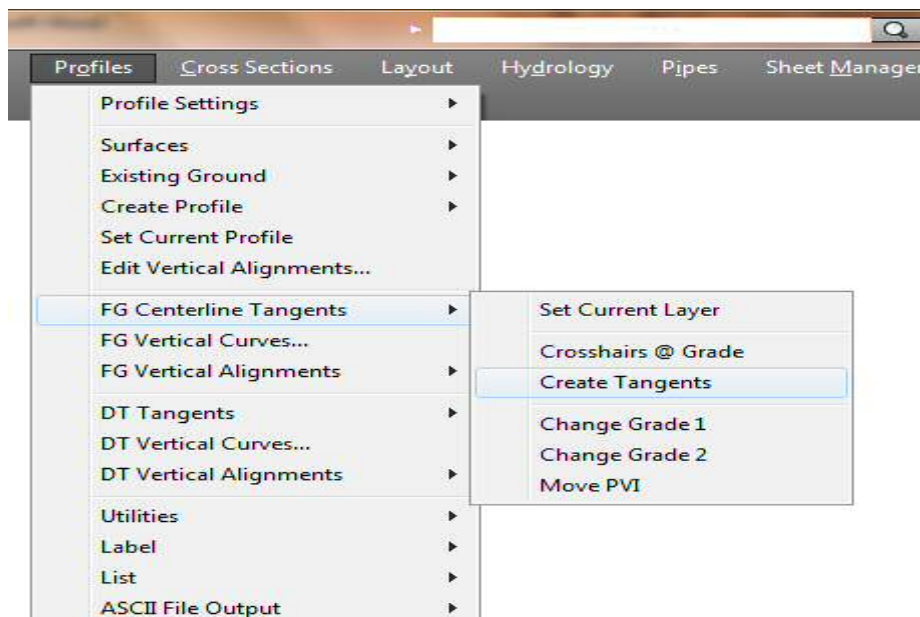 Profiles Cross Sections Layout Hydrology Pipes Sheet Manager
Profile Settings
Surfaces
Existing Ground
Create Profile
Set Current Profile
Edit Vertical Alignments...
FG Centerline Tangents
FG Vertical Curves...
FG Vertical Alignments
DT Tangents
DT Vertical Curves...
DT Vertical Alignments
Utilities
Label
List
ASCII File Output
Set Current Layer
Crosshairs @ Grade
Create Tangents
Change Grade 1
Change Grade 2
Move PVI